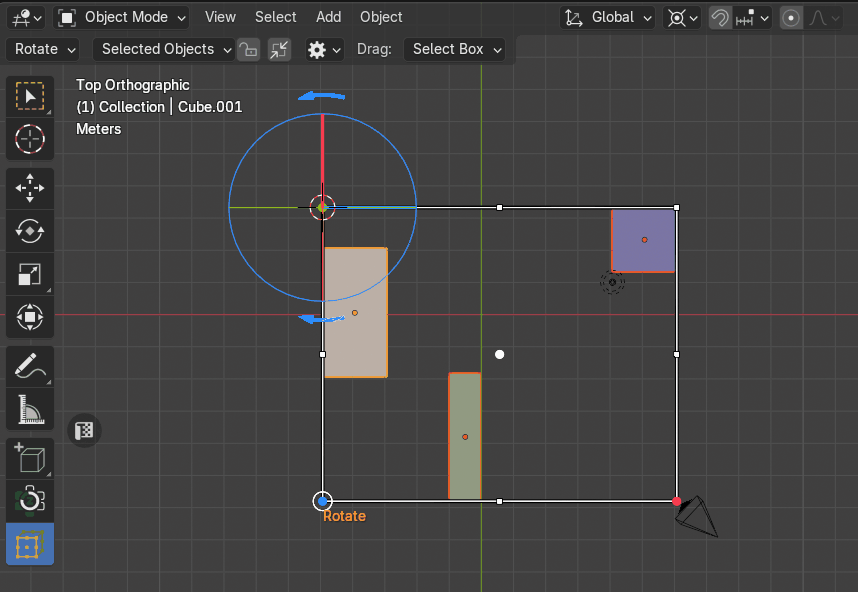 Object Mode View Select Add Object Global
Rotate Selected Objects Drag: Select Box
Top Orthographic
(1) Collection | Cube.001
Meters
Rotate